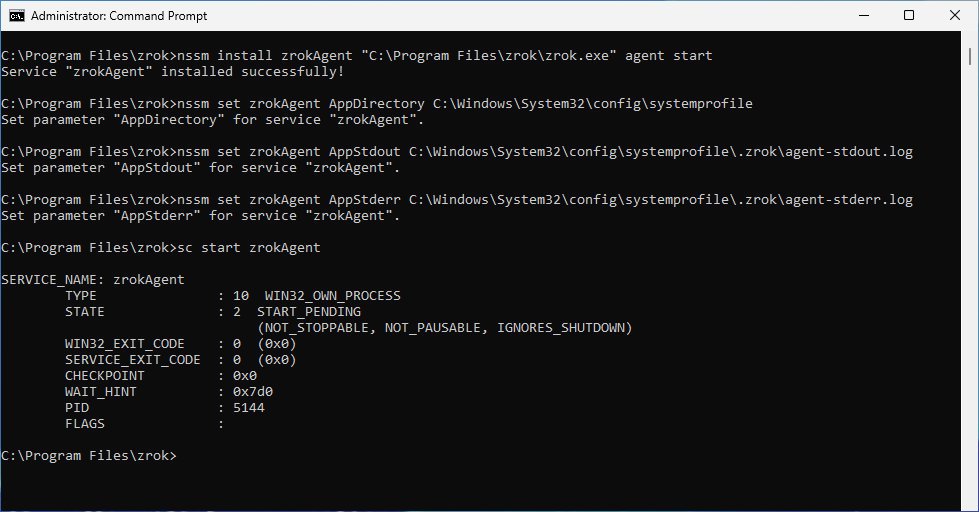 Administrator: Command Prompt
C:\Program Files\zrok>nssm install zrokAgent "C:\Program Files\zrok\zrok.exe" agent start
Service "zrokAgent" installed successfully!
C:\Program Files\zrok>nssm set zrokAgent AppDirectory C:\Windows\System32\config\systemprofile
Set parameter "AppDirectory" for service "zrokAgent".
C:\Program Files\zrok>nssm set zrokAgent AppStdout C:\Windows\System32\config\systemprofile\.zrok\agent-stdout.log
Set parameter "AppStdout" for service "zrokAgent".
C:\Program Files\zrok>nssm set zrokAgent AppStderr C:\Windows\System32\config\systemprofile\.zrok\agent-stderr.log
Set parameter "AppStderr" for service "zrokAgent".
C:\Program Files\zrok>sc start zrokAgent
SERVICE_NAME: zrokAgent
        TYPE               : 10  WIN32_OWN_PROCESS
        STATE              : 2  START_PENDING
                                (NOT_STOPPABLE, NOT_PAUSABLE, IGNORES_SHUTDOWN)
        WIN32_EXIT_CODE    : 0  (0x0)
        SERVICE_EXIT_CODE  : 0  (0x0)
        CHECKPOINT         : 0x0
        WAIT_HINT          : 0x7d0
        PID                : 5144
        FLAGS              :
C:\Program Files\zrok>